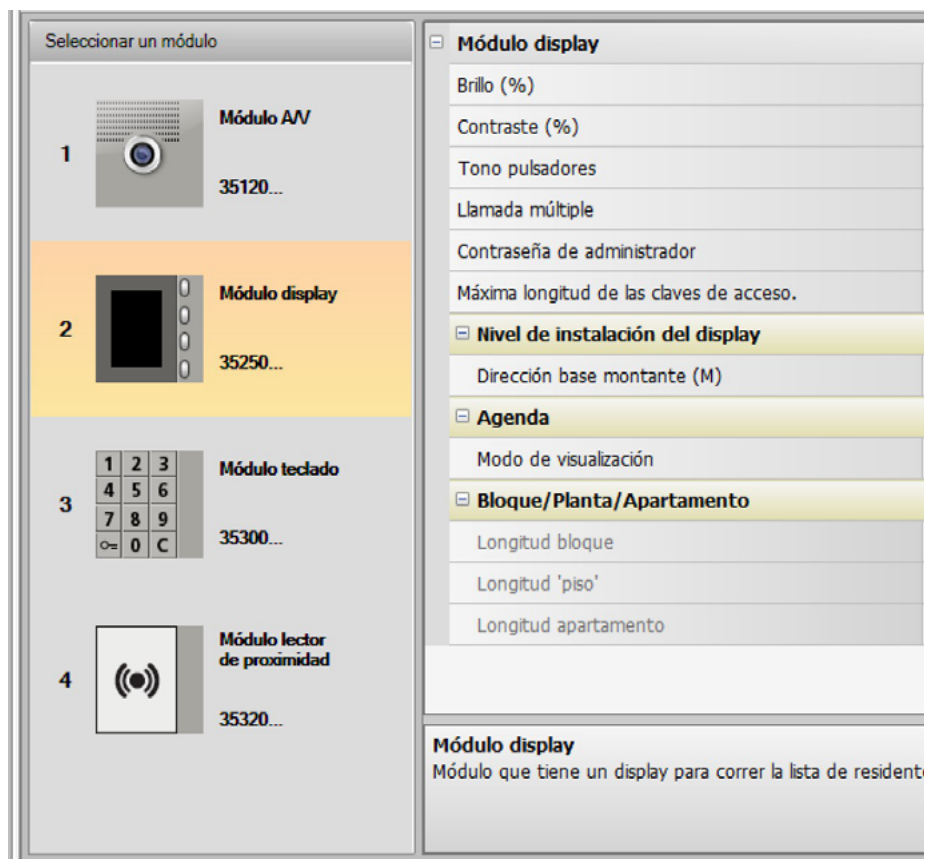 Seleccionar un módulo
1
Módulo A/V
35120...
2
Módulo display
35250...
1 2 3
4 5 6
7 8 9
0 C
3
Módulo teclado
35300...
4
Módulo lector
de proximidad
35320...
Módulo display
Brillo (%)
Contraste (%)
Tono pulsadores
Llamada múltiple
Contraseña de administrador
Máxima longitud de las claves de acceso.
Nivel de instalación del display
Dirección base montante (M)
Agenda
Modo de visualización
Bloque/Planta/Apartamento
Longitud bloque
Longitud 'piso'
Longitud apartamento
Módulo display
Módulo que tiene un display para correr la lista de resident